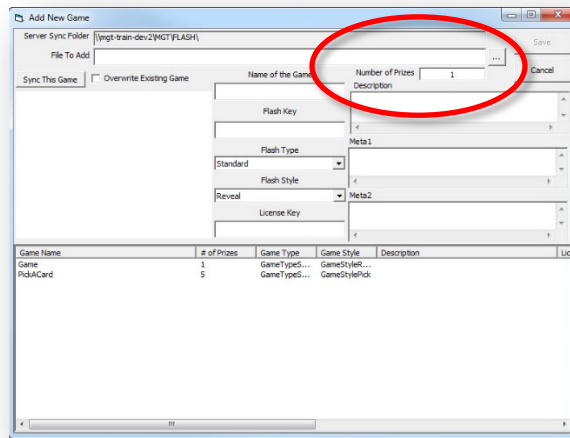 Add New Game
Server Sync Folder \\mgt-train-dev2\MGT\FLASH\
Save
File To Add ...
Sync This Game Overwrite Existing Game Name of the Game Number of Prizes 1 Cancel
Description
Flash Key
Flash Type Meta1
Standard
Flash Style
Reveal Meta2
License Key
Game Name # of Prizes Game Type Game Style Description Lic
Game 1 GameTypeS... GameStyleR...
PickACard 5 GameTypeS... GameStylePick